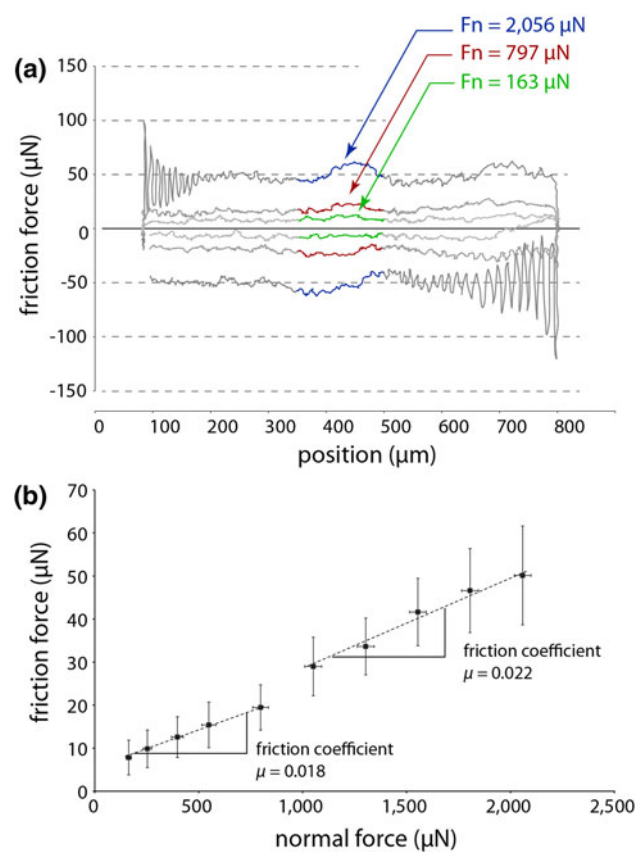 Fn = 2,056 µN
(a)
Fn = 797 µN
Fn = 163 µN
150
100
50
0
-50
-100
-150
friction force (µN)
0 100 200 300 400 500 600 700 800
position (µm)
(b)
70
60
50
40
30
20
10
0
friction force (µN)
friction coefficient
µ = 0.022
friction coefficient
µ = 0.018
0 500 1,000 1,500 2,000 2,500
normal force (µN)